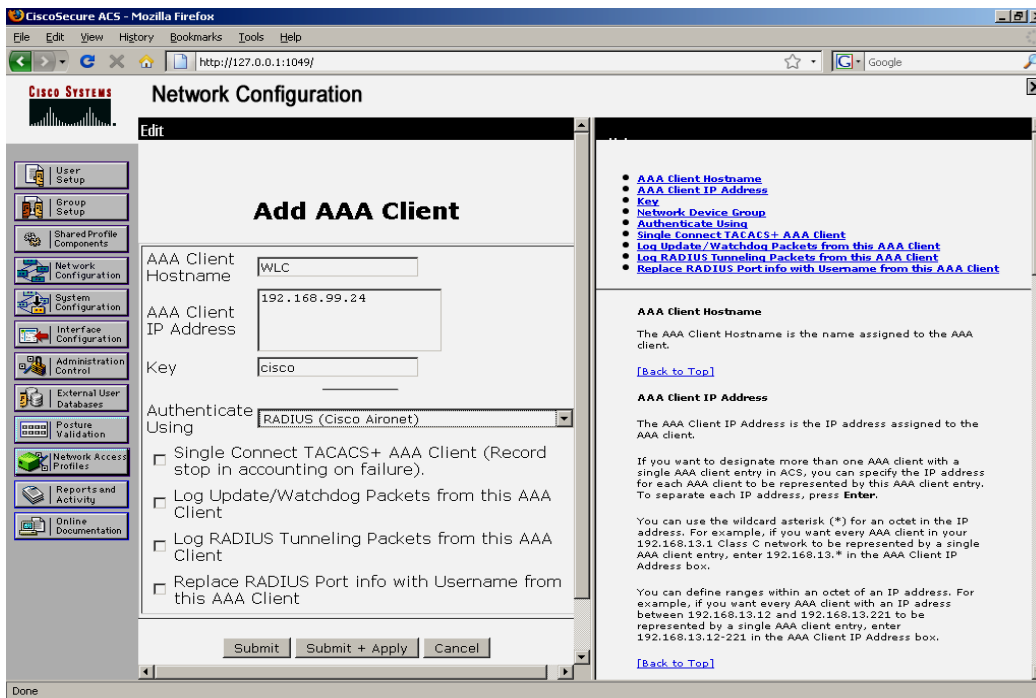 CiscoSecure ACS - Mozilla Firefox
File Edit View History Bookmarks Tools Help
http://127.0.0.1:1049/
G Google
CISCO SYSTEMS
Network Configuration
Edit
User Setup
Group Setup
Shared Profile Components
Network Configuration
System Configuration
Interface Configuration
Administration Control
External User Databases
Posture Validation
Network Access Profiles
Reports and Activity
Online Documentation
Add AAA Client
AAA Client Hostname
WLC
AAA Client IP Address
192.168.99.24
Key
cisco
Authenticate Using
RADIUS (Cisco Aironet)
Single Connect TACACS+ AAA Client (Record
stop in accounting on failure).
Log Update/Watchdog Packets from this AAA
Client
Log RADIUS Tunneling Packets from this AAA
Client
Replace RADIUS Port info with Username from
this AAA Client
Submit Submit + Apply Cancel
AAA Client Hostname
AAA Client IP Address
Key
Network Device Group
Authenticate Using
Single Connect TACACS+ AAA Client
Log Update/Watchdog Packets from this AAA Client
Log RADIUS Tunneling Packets from this AAA Client
Replace RADIUS Port info with Username from this AAA Client
AAA Client Hostname
The AAA Client Hostname is the name assigned to the AAA
client.
[Back to Top]
AAA Client IP Address
The AAA Client IP Address is the IP address assigned to the
AAA client.
If you want to designate more than one AAA client with a
single AAA client entry in ACS, you can specify the IP address
for each AAA client to be represented by this AAA client entry.
To separate each IP address, press Enter.
You can use the wildcard asterisk (*) for an octet in the IP
address. For example, if you want every AAA client in your
192.168.13.1 Class C network to be represented by a single
AAA client entry, enter 192.168.13.* in the AAA Client IP
Address box.
You can define ranges within an octet of an IP address. For
example, if you want every AAA client with an IP adress
between 192.168.13.12 and 192.168.13.221 to be
represented by a single AAA client entry, enter
192.168.13.12-221 in the AAA Client IP Address box.
[Back to Top]
Done